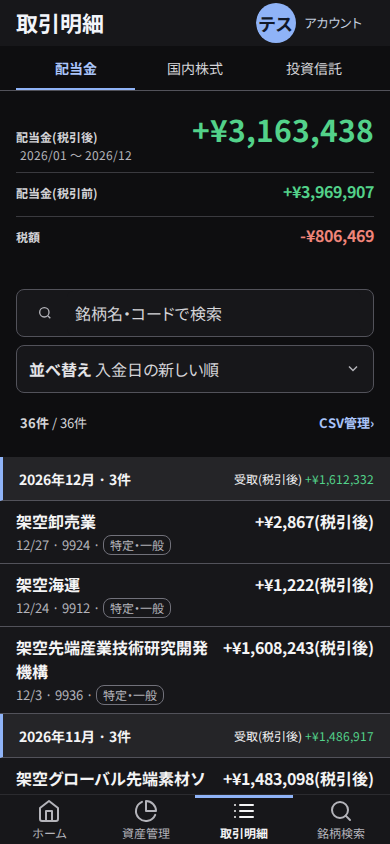 取引明細
テス アカウント
配当金 国内株式 投資信託
配当金(税引後) +¥3,163,438
2026/01 〜 2026/12
配当金(税引前) +¥3,969,907
税額 -¥806,469
銘柄名・コードで検索
並べ替え 入金日の新しい順
36件 / 36件 CSV管理›
2026年12月・3件 受取(税引後) +¥1,612,332
架空卸売業 +¥2,867(税引後)
12/27・9924・特定・一般
架空海運 +¥1,222(税引後)
12/24・9912・特定・一般
架空先端産業技術研究開発 +¥1,608,243(税引後)
機構
12/3・9936・特定・一般
2026年11月・3件 受取(税引後) +¥1,486,917
架空グローバル先端素材ソ +¥1,483,098(税引後)
ホーム 資産管理 取引明細 銘柄検索